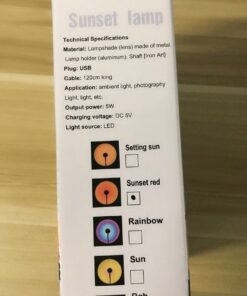 Sunset lamp
Technical Specifications
Material: Lampshade (lens) made of metal.
Lamp holder (aluminum). Shaft [Iron Art]
Plug: USB
Cable: 120cm long
Application: ambient light, photography
Light, light, etc.
Output power: 5W
Charging voltage: DC 5V
Light source: LED
Setting sun
Sunset red
Rainbow
Sun